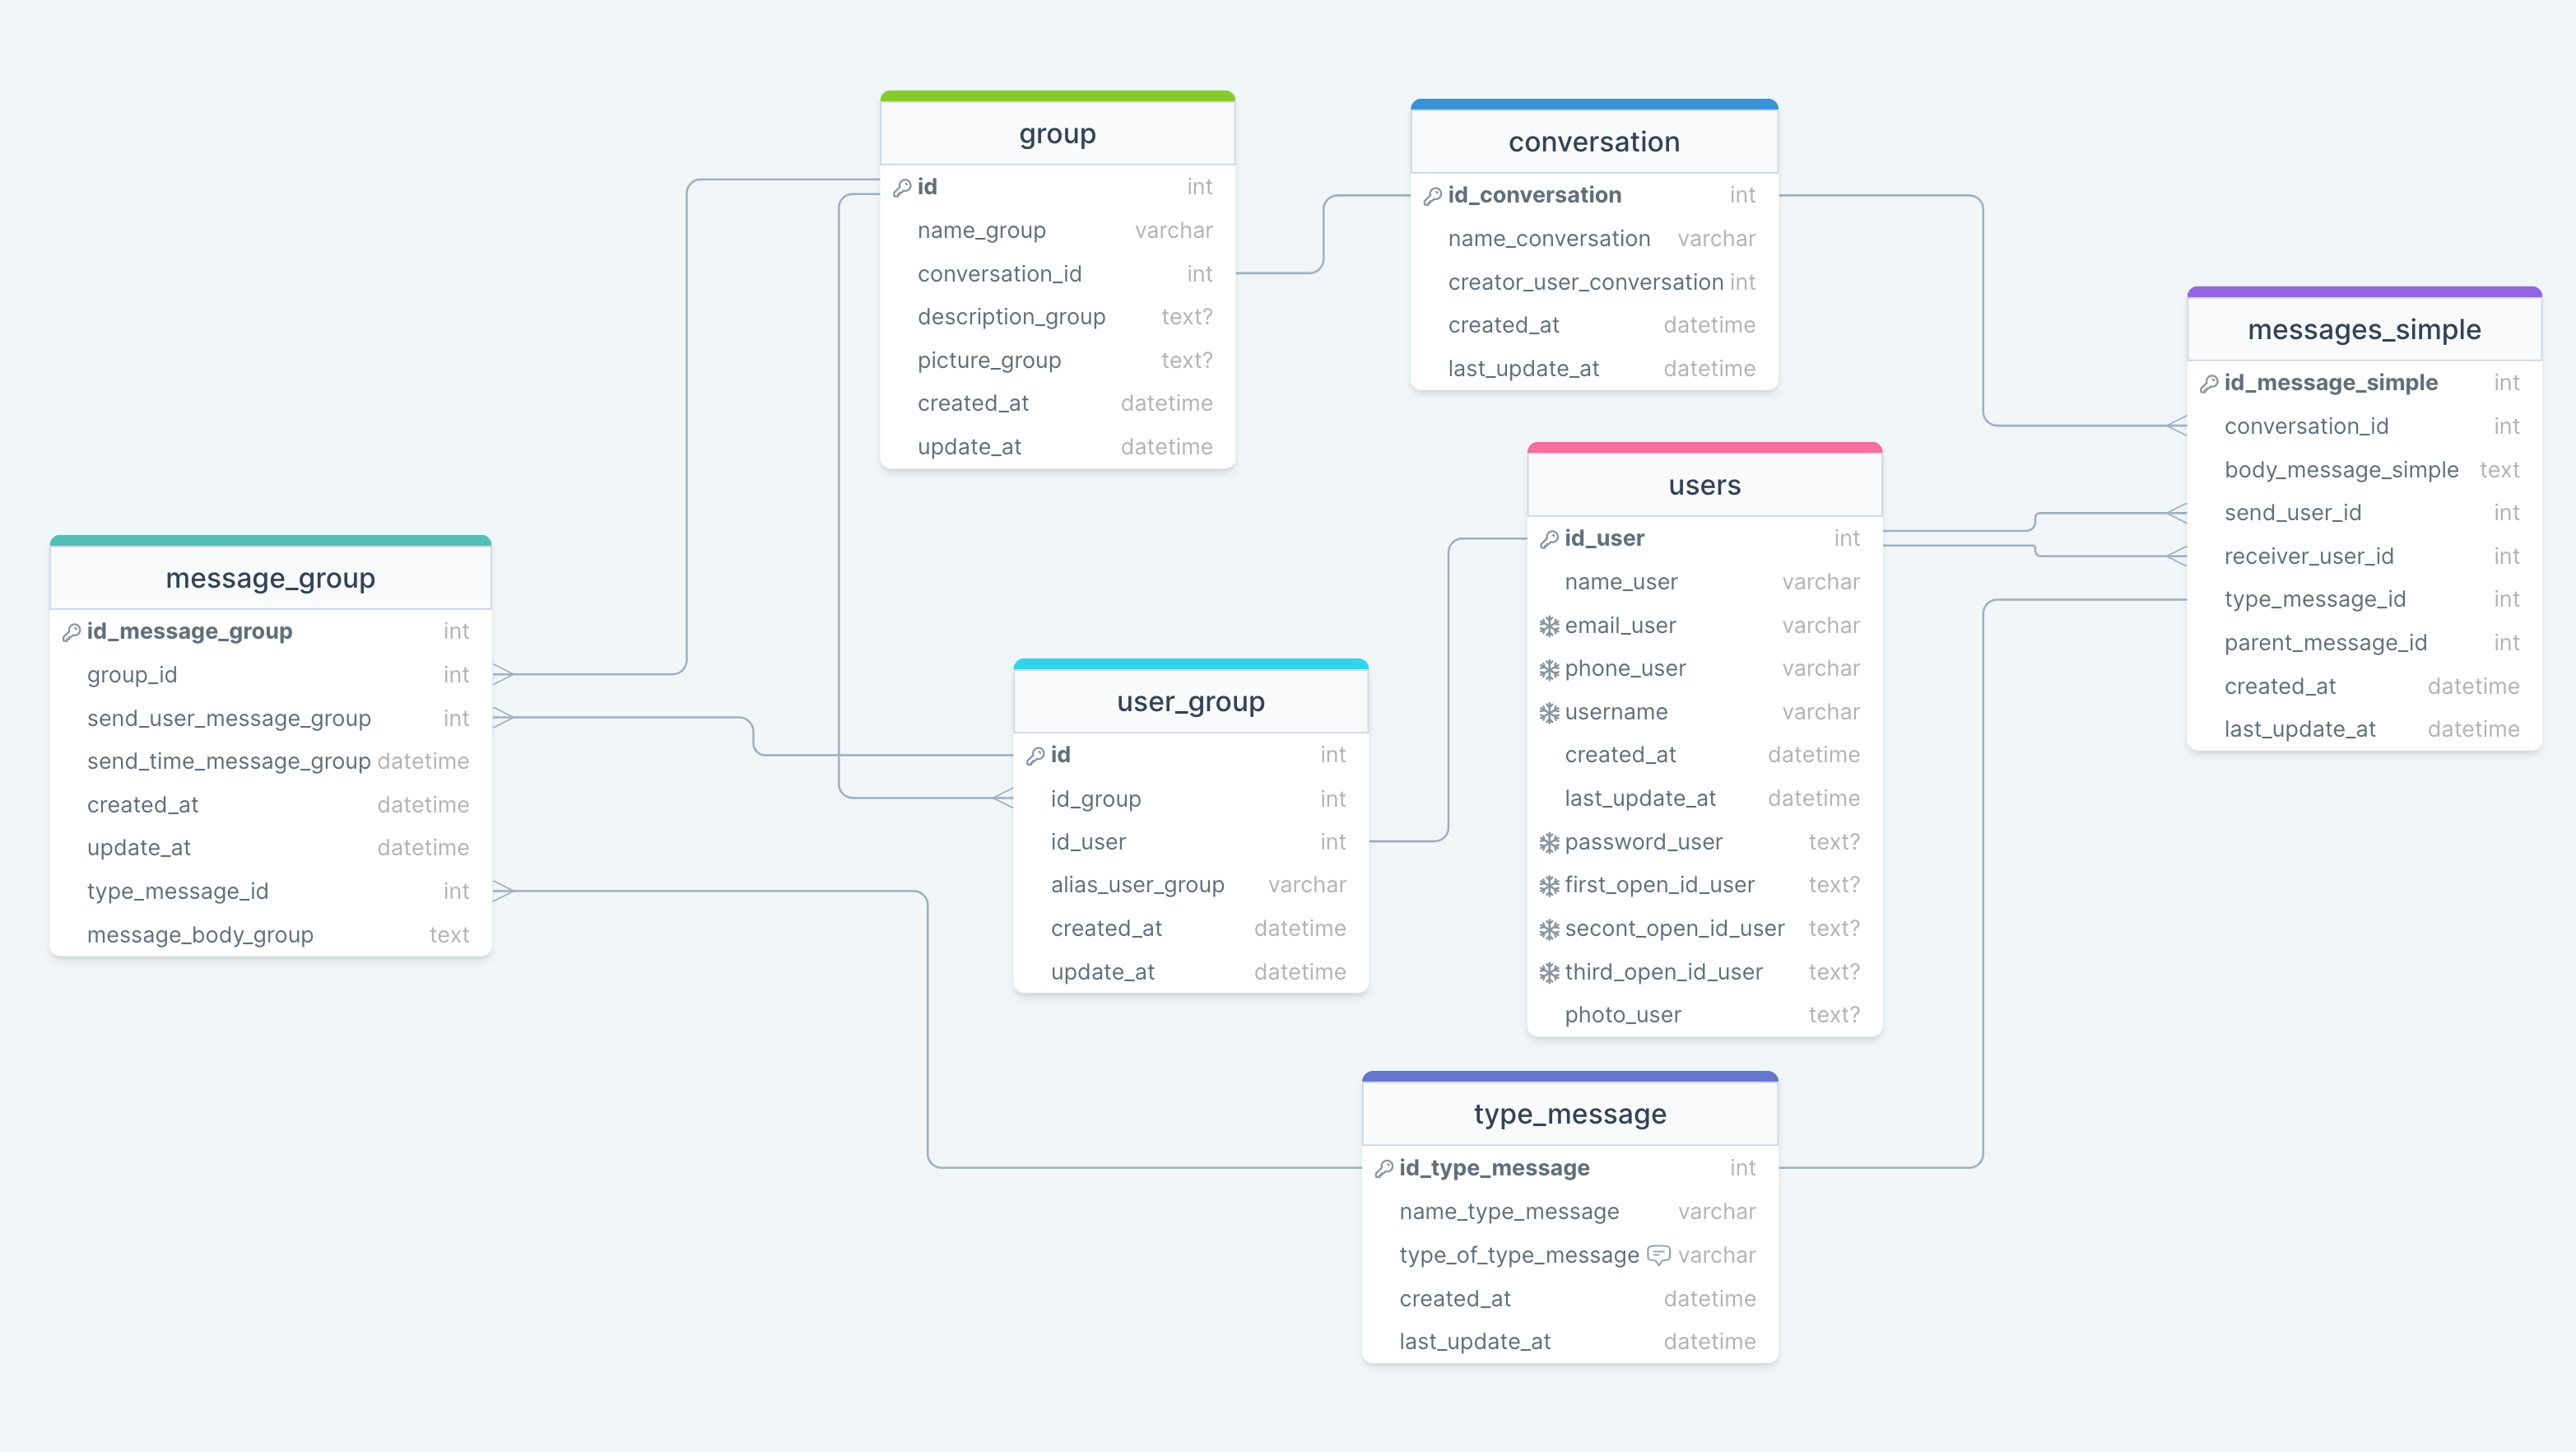 group
id int
name_group varchar
conversation_id int
description_group text?
picture_group text?
created_at datetime
update_at datetime
conversation
id_conversation int
name_conversation varchar
creator_user_conversation int
created_at datetime
last_update_at datetime
messages_simple
id_message_simple int
conversation_id int
body_message_simple text
send_user_id int
receiver_user_id int
type_message_id int
parent_message_id int
created_at datetime
last_update_at datetime
users
id_user int
name_user varchar
email_user varchar
phone_user varchar
username varchar
created_at datetime
last_update_at datetime
password_user text?
first_open_id_user text?
secont_open_id_user text?
third_open_id_user text?
photo_user text?
message_group
id_message_group int
group_id int
send_user_message_group int
send_time_message_group datetime
created_at datetime
update_at datetime
type_message_id int
message_body_group text
user_group
id int
id_group int
id_user int
alias_user_group varchar
created_at datetime
update_at datetime
type_message
id_type_message int
name_type_message varchar
type_of_type_message varchar
created_at datetime
last_update_at datetime